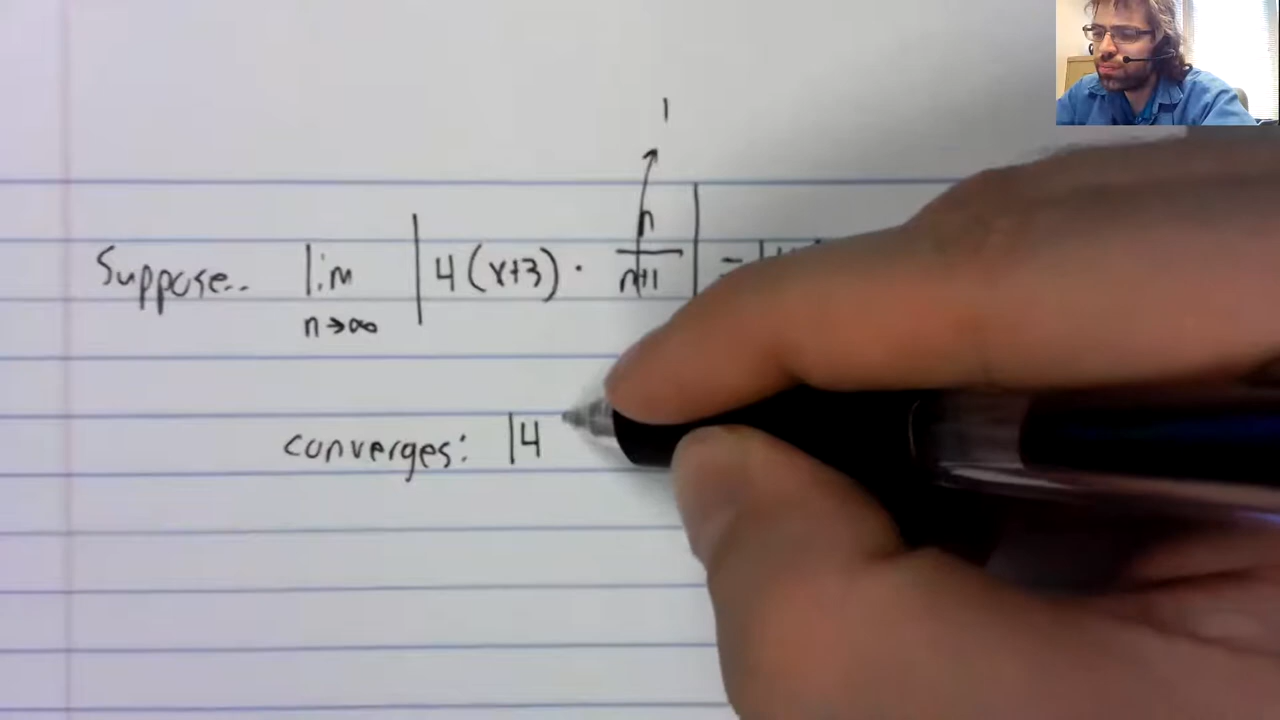 1
Suppose.. lim n→∞ | 4(x+3) · n/n+1 | =
converges: |4